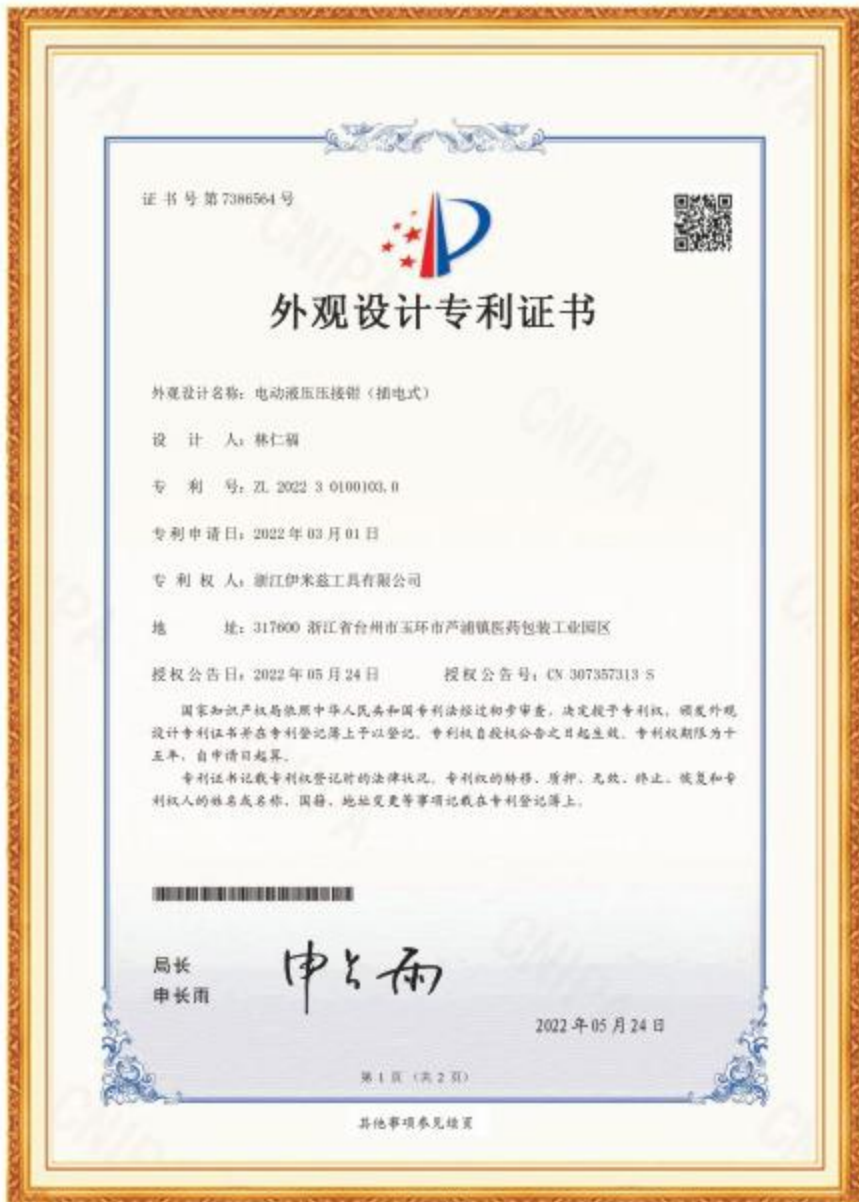 证书号第7386564号
外观设计专利证书
外观设计名称：电动液压压接钳（插电式）
设计人：林仁福
专利号：ZL 2022 3 0100103.0
专利申请日：2022年03月01日
专利权人：浙江伊米兹工具有限公司
地址：317600 浙江省台州市玉环市芦浦镇医药包装工业园区
授权公告日：2022年05月24日 授权公告号：CN 307357313 S
国家知识产权局依照中华人民共和国专利法经过初步审查，决定授予专利权，颁发外观
设计专利证书并在专利登记簿上予以登记。专利权自授权公告之日起生效。专利权期限为十
五年，自申请日起算。
专利证书记载专利权登记时的法律状况。专利权的转移、质押、无效、终止、恢复和专
利权人的姓名或名称、国籍、地址变更等事项记载在专利登记簿上。
局长
申长雨
申长雨
2022年05月24日
第1页（共2页）
其他事项参见续页
CNIPA
CNIPA
CNIPA
CNIPA